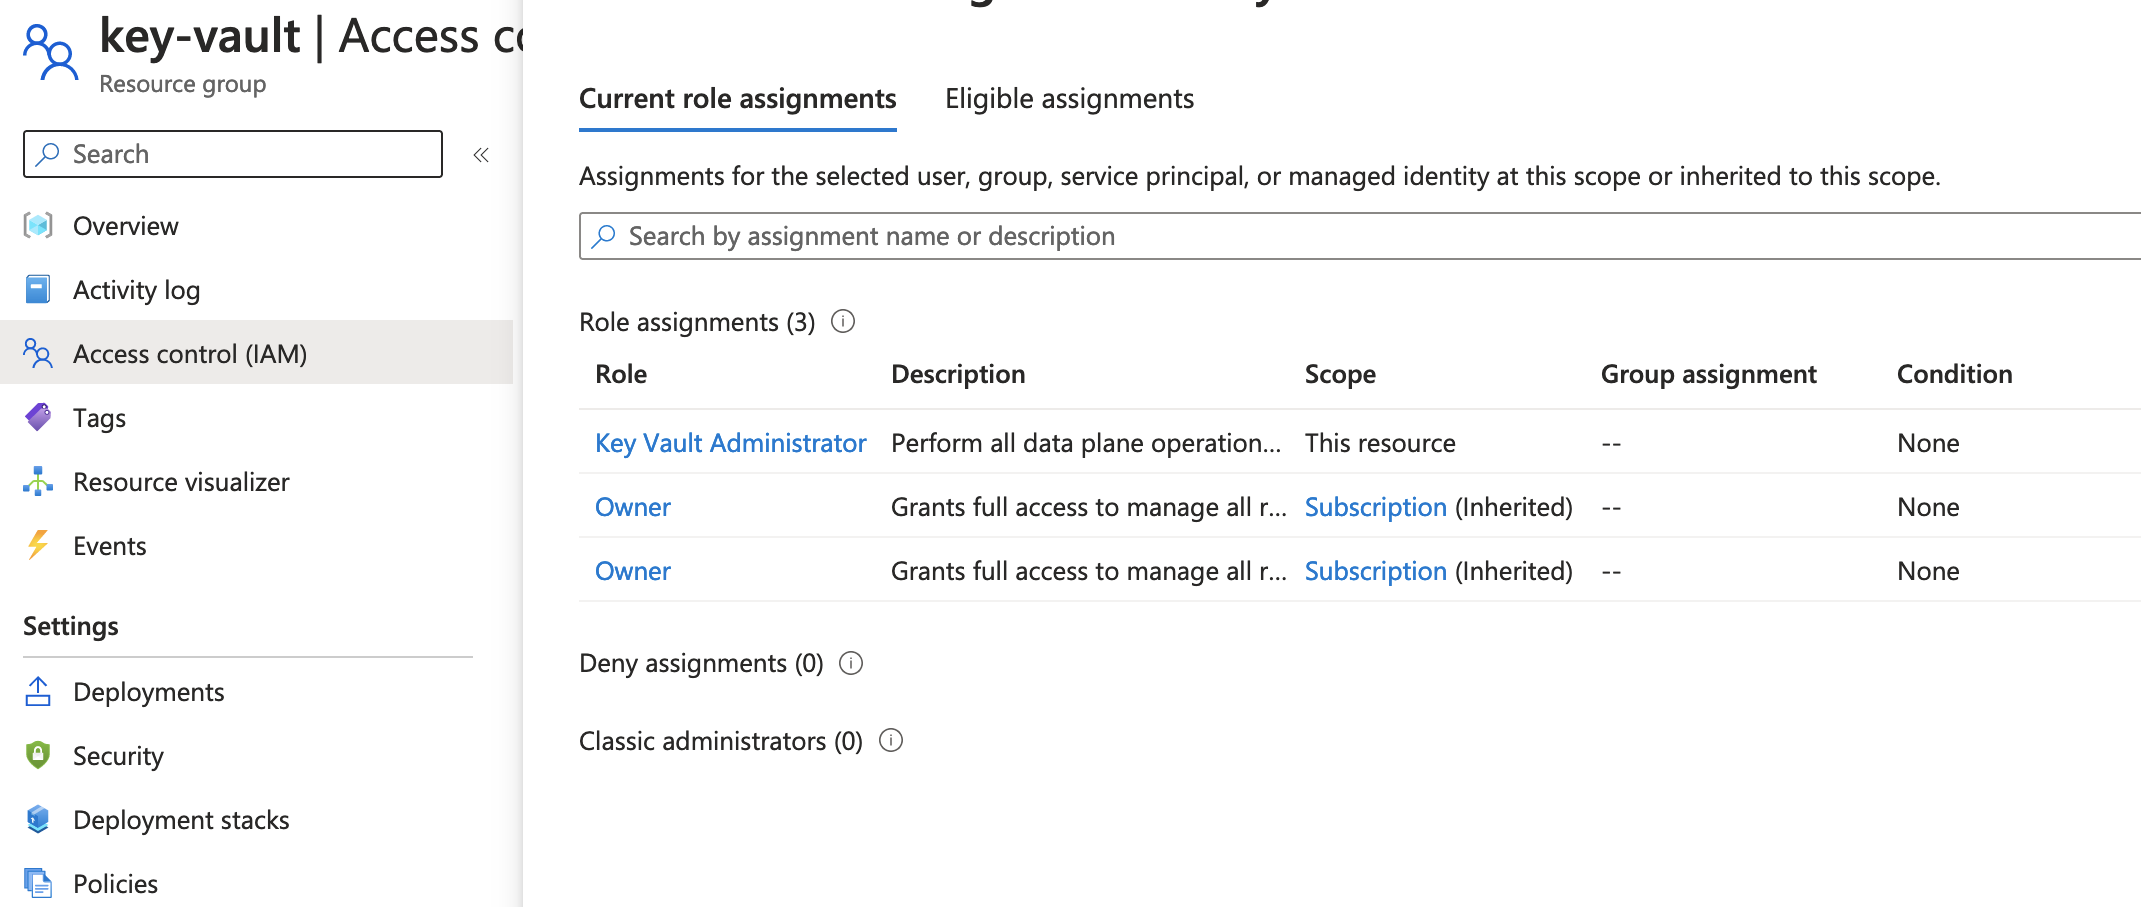 key-vault | Access co
Resource group
Search
Overview
Activity log
Access control (IAM)
Tags
Resource visualizer
Events
Settings
Deployments
Security
Deployment stacks
Policies
Current role assignments Eligible assignments
Assignments for the selected user, group, service principal, or managed identity at this scope or inherited to this scope.
Search by assignment name or description
Role assignments (3)
Role Description Scope Group assignment Condition
Key Vault Administrator Perform all data plane operation... This resource -- None
Owner Grants full access to manage all r... Subscription (Inherited) -- None
Owner Grants full access to manage all r... Subscription (Inherited) -- None
Deny assignments (0)
Classic administrators (0)